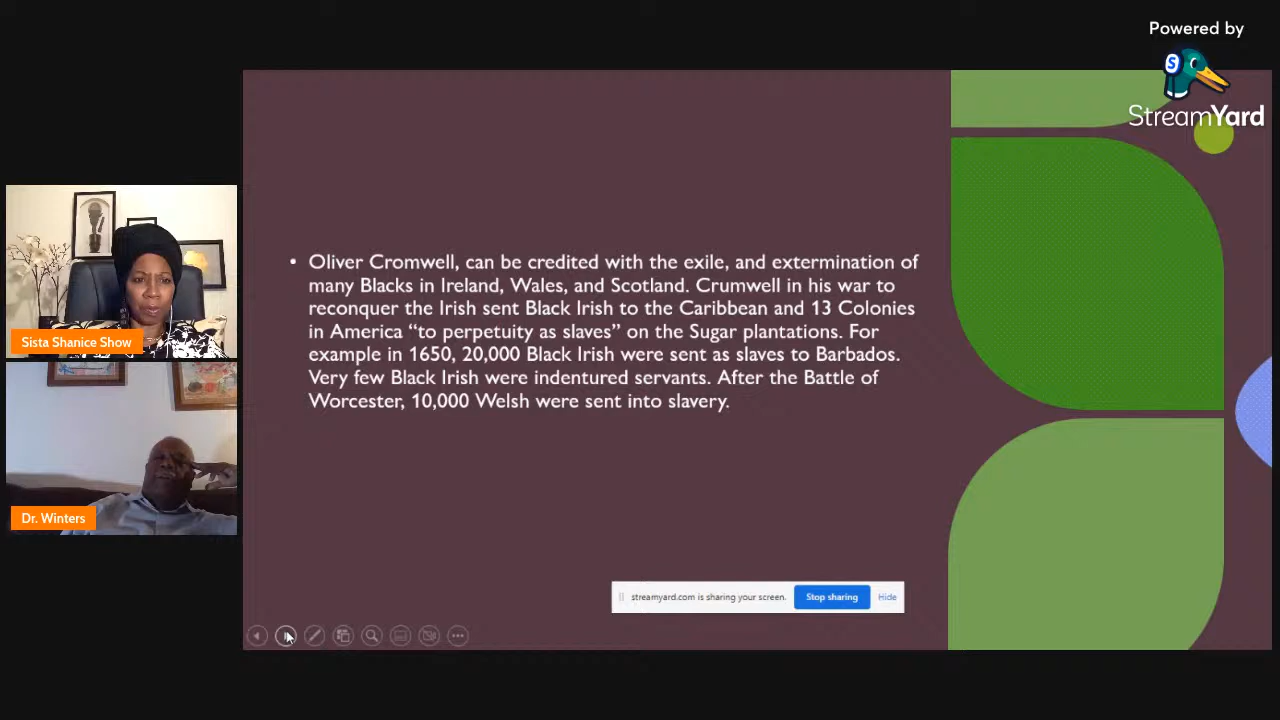 Powered by
StreamYard
• Oliver Cromwell, can be credited with the exile, and extermination of
many Blacks in Ireland, Wales, and Scotland. Crumwell in his war to
reconquer the Irish sent Black Irish to the Caribbean and 13 Colonies
in America “to perpetuity as slaves” on the Sugar plantations. For
example in 1650, 20,000 Black Irish were sent as slaves to Barbados.
Very few Black Irish were indentured servants. After the Battle of
Worcester, 10,000 Welsh were sent into slavery.
Sista Shanice Show
Dr. Winters
streamyard.com is sharing your screen.
Stop sharing
Hide